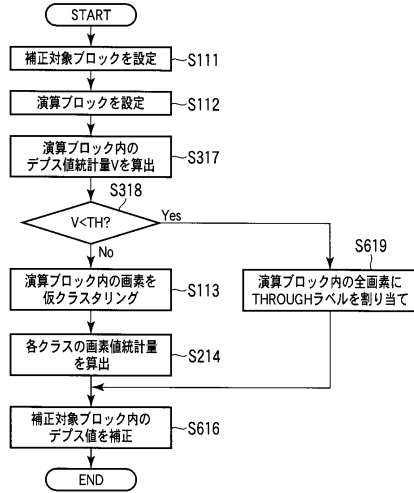 START
補正対象ブロックを設定
S111
演算ブロックを設定
S112
演算ブロック内の
デプス値統計量Vを算出
S317
S318
V<TH?
Yes
No
演算ブロック内の画素を
仮クラスタリング
S113
S619
演算ブロック内の全画素に
THROUGHラベルを割り当て
各クラスの画素値統計量
を算出
S214
補正対象ブロック内の
デプス値を補正
S616
END